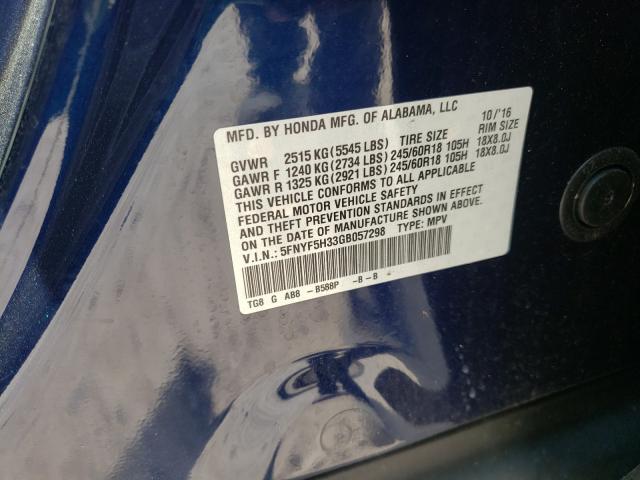 MFD. BY HONDA MFG. OF ALABAMA, LLC 10/'16
GVWR 2515 KG(5545 LBS) TIRE SIZE RIM SIZE
GAWR F 1240 KG(2734 LBS)245/60R18 105H 18X8.0J
GAWR R 1325 KG(2921 LBS)245/60R18 105H 18X8.0J
THIS VEHICLE CONFORMS TO ALL APPLICABLE
FEDERAL MOTOR VEHICLE SAFETY
AND THEFT PREVENTION STANDARDS IN EFFECT
ON THE DATE OF MANUFACTURE SHOWN ABOVE.
V.I.N.: 5FNYF5H33GB057298 TYPE: MPV
TG8 G AB8 -B588P -B-B